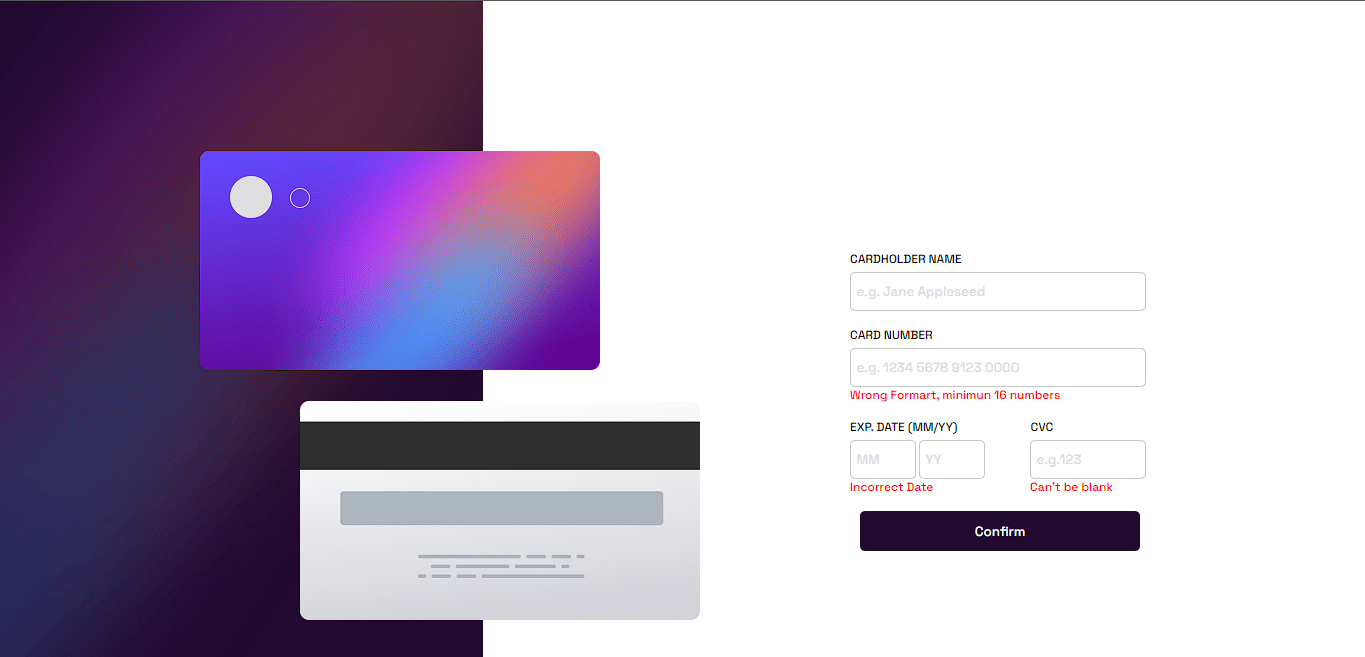 CARDHOLDER NAME
e.g. Jane Appleseed
CARD NUMBER
e.g. 1234 5678 9123 0000
Wrong Formart, minimun 16 numbers
EXP. DATE (MM/YY) CVC
MM YY e.g.123
Incorrect Date Can't be blank
Confirm